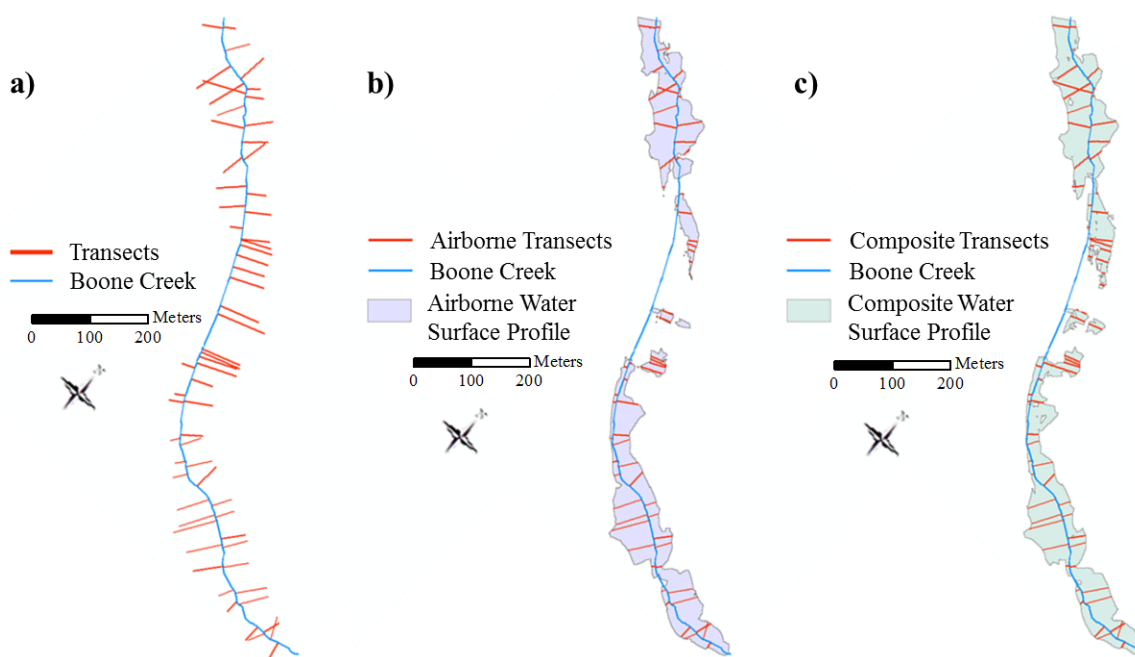 a)
Transects
Boone Creek
Meters
0 100 200
b)
Airborne Transects
Boone Creek
Airborne Water
Surface Profile
Meters
0 100 200
c)
Composite Transects
Boone Creek
Composite Water
Surface Profile
Meters
0 100 200